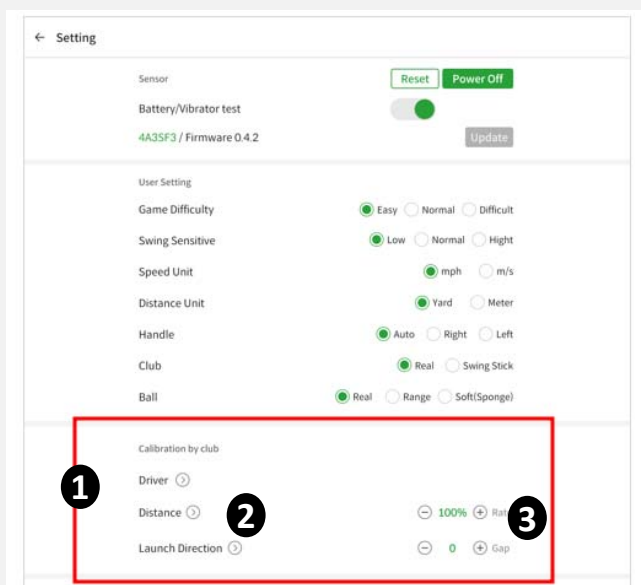 ← Setting
Sensor Reset Power Off
Battery/Vibrator test
4A3SF3 / Firmware 0.4.2 Update
User Setting
Game Difficulty Easy Normal Difficult
Swing Sensitive Low Normal Hight
Speed Unit mph m/s
Distance Unit Yard Meter
Handle Auto Right Left
Club Real Swing Stick
Ball Real Range Soft(Sponge)
Calibration by club
1
Driver
Distance 2 100% 3
Launch Direction 0 Gap